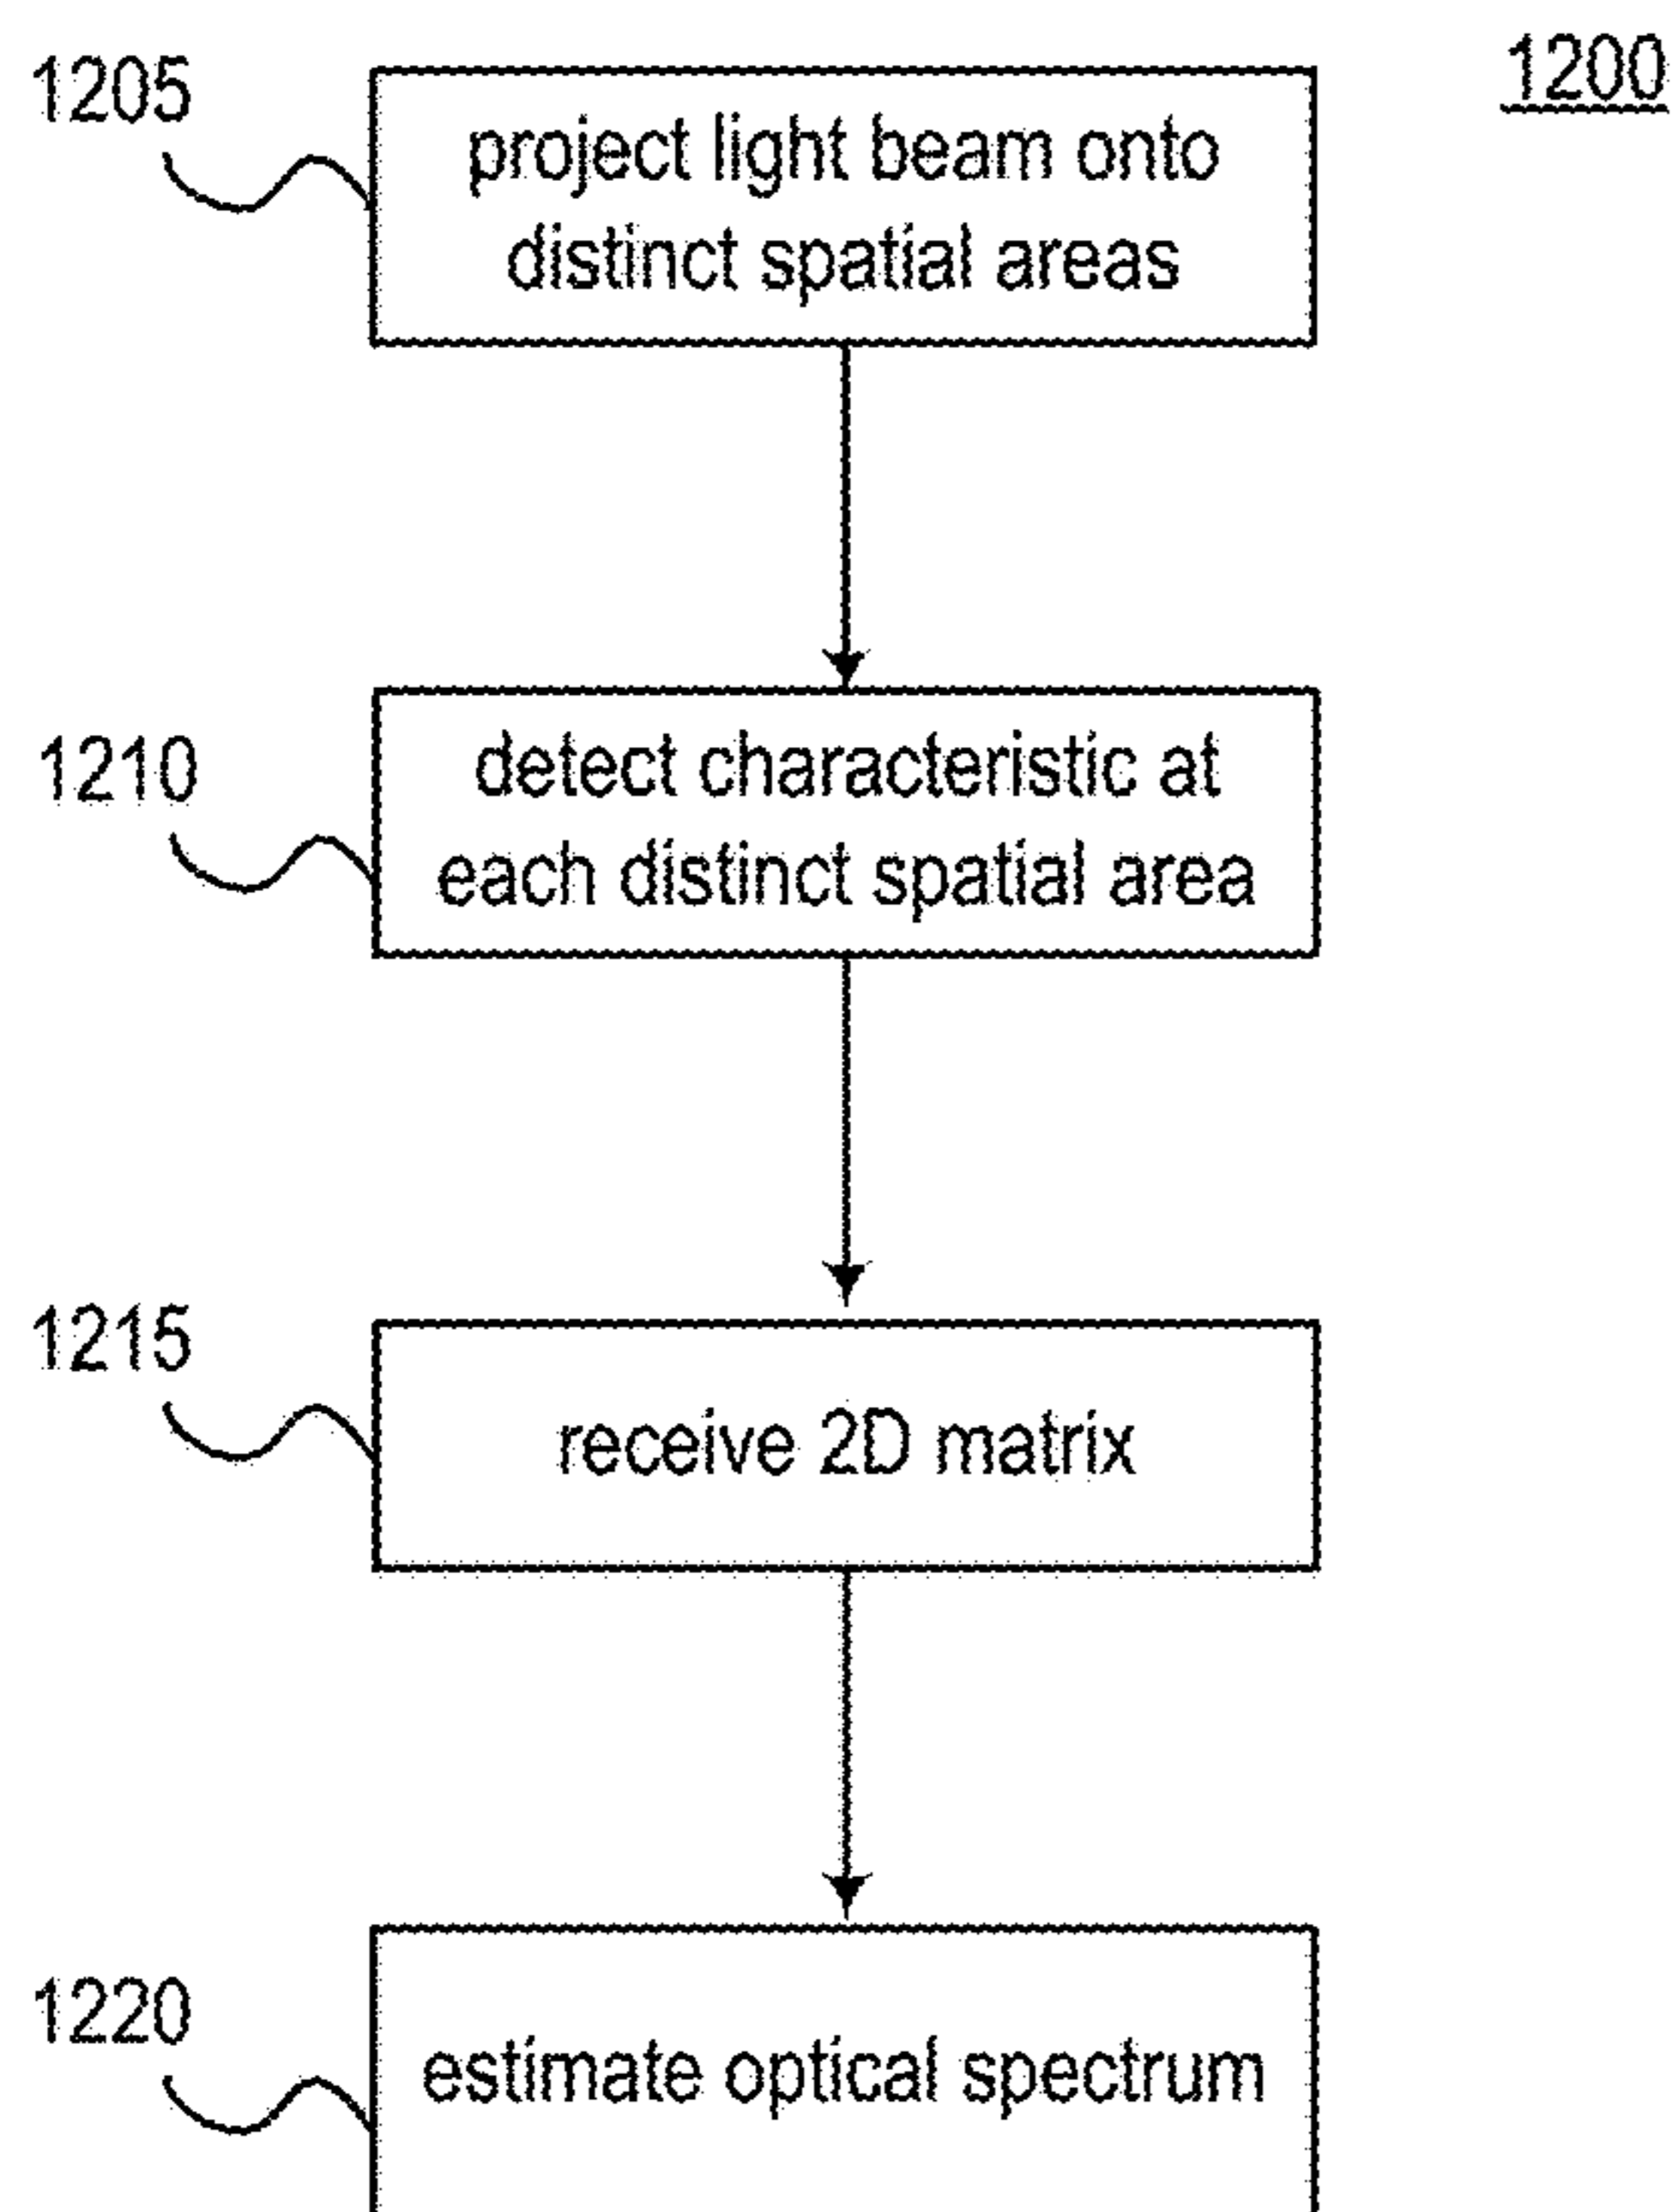 1200
1205
project light beam onto
distinct spatial areas
1210
detect characteristic at
each distinct spatial area
1215
receive 2D matrix
1220
estimate optical spectrum